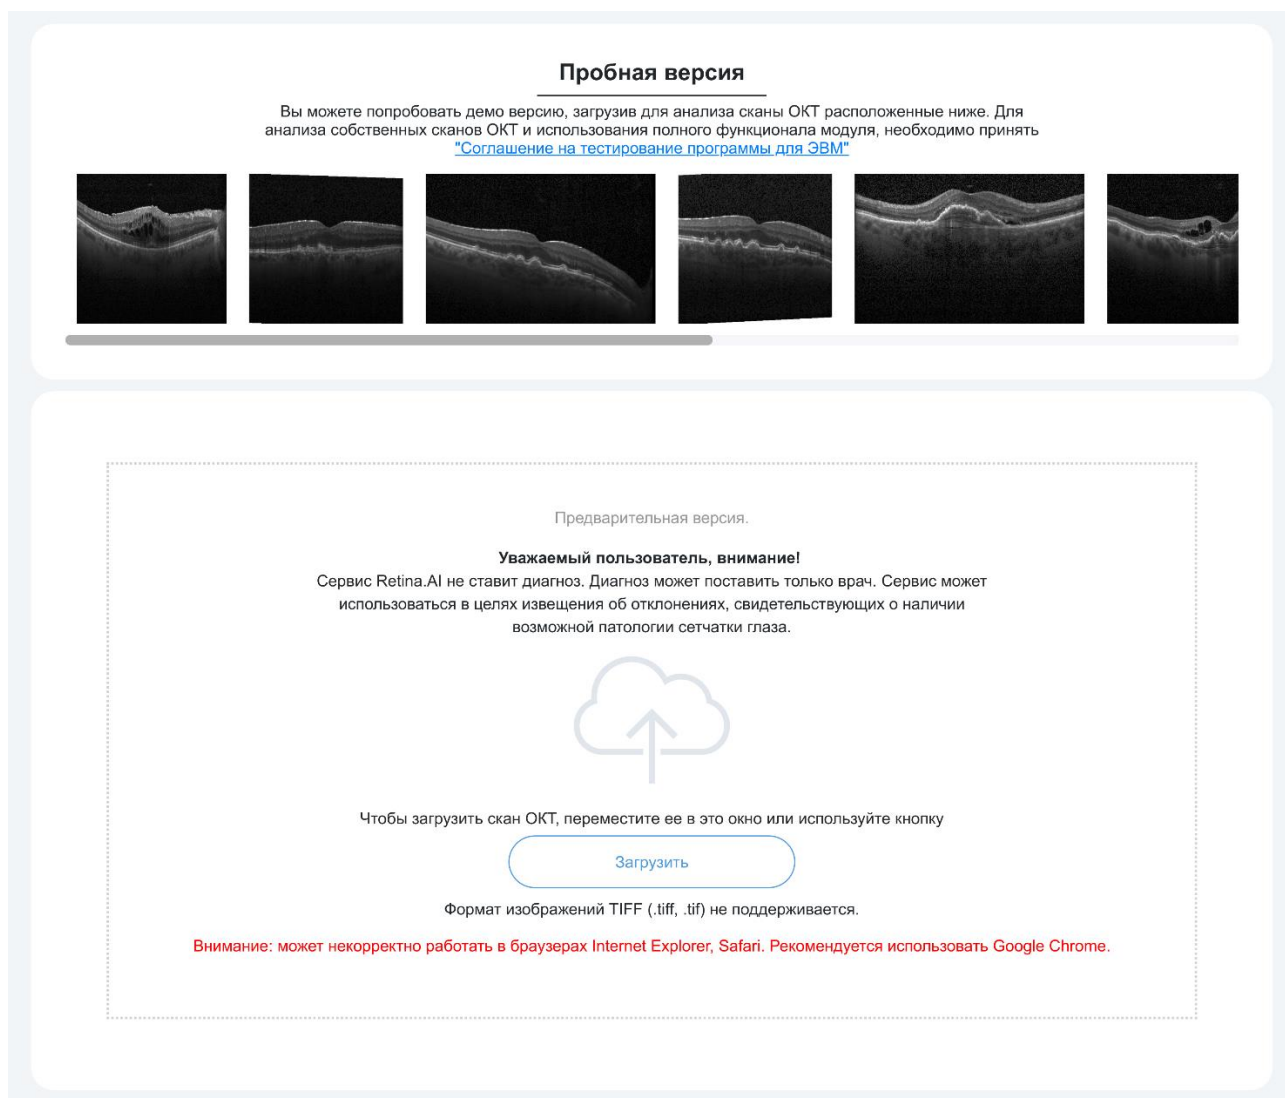 Пробная версия
Вы можете попробовать демо версию, загрузив для анализа сканы ОКТ расположенные ниже. Для
анализа собственных сканов ОКТ и использования полного функционала модуля, необходимо принять
"Соглашение на тестирование программы для ЭВМ"
Предварительная версия.
Уважаемый пользователь, внимание!
Сервис Retina.AI не ставит диагноз. Диагноз может поставить только врач. Сервис может
использоваться в целях извещения об отклонениях, свидетельствующих о наличии
возможной патологии сетчатки глаза.
Чтобы загрузить скан ОКТ, переместите ее в это окно или используйте кнопку
Загрузить
Формат изображений TIFF (.tiff, .tif) не поддерживается.
Внимание: может некорректно работать в браузерах Internet Explorer, Safari. Рекомендуется использовать Google Chrome.